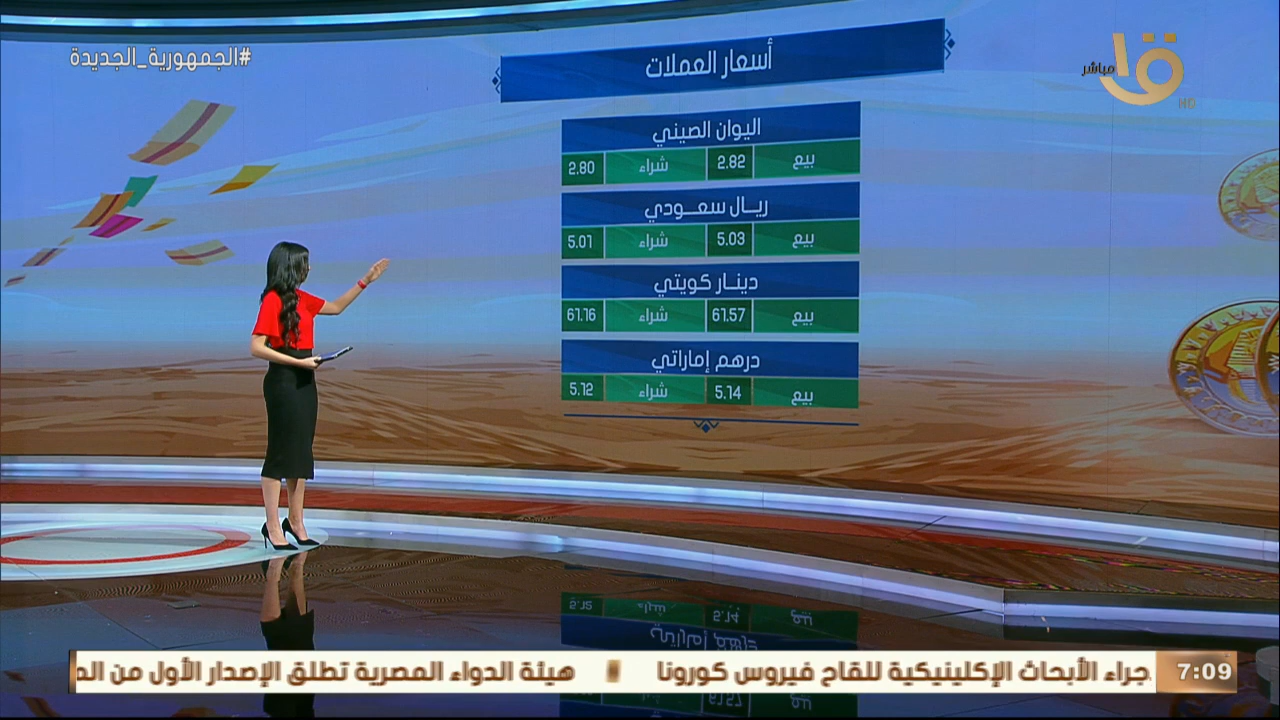 #الجمهورية_الجديدة
مباشر
HD
أسعار العملات
اليوان الصيني
بيع 2.82 شراء 2.80
ريال سعودي
بيع 5.03 شراء 5.01
دينار كويتي
بيع 61.57 شراء 61.16
درهم إماراتي
بيع 5.14 شراء 5.12
7:09 جراء الأبحاث الإكلينيكية للقاح فيروس كورونا هيئة الدواء المصرية تطلق الإصدار الأول من الد